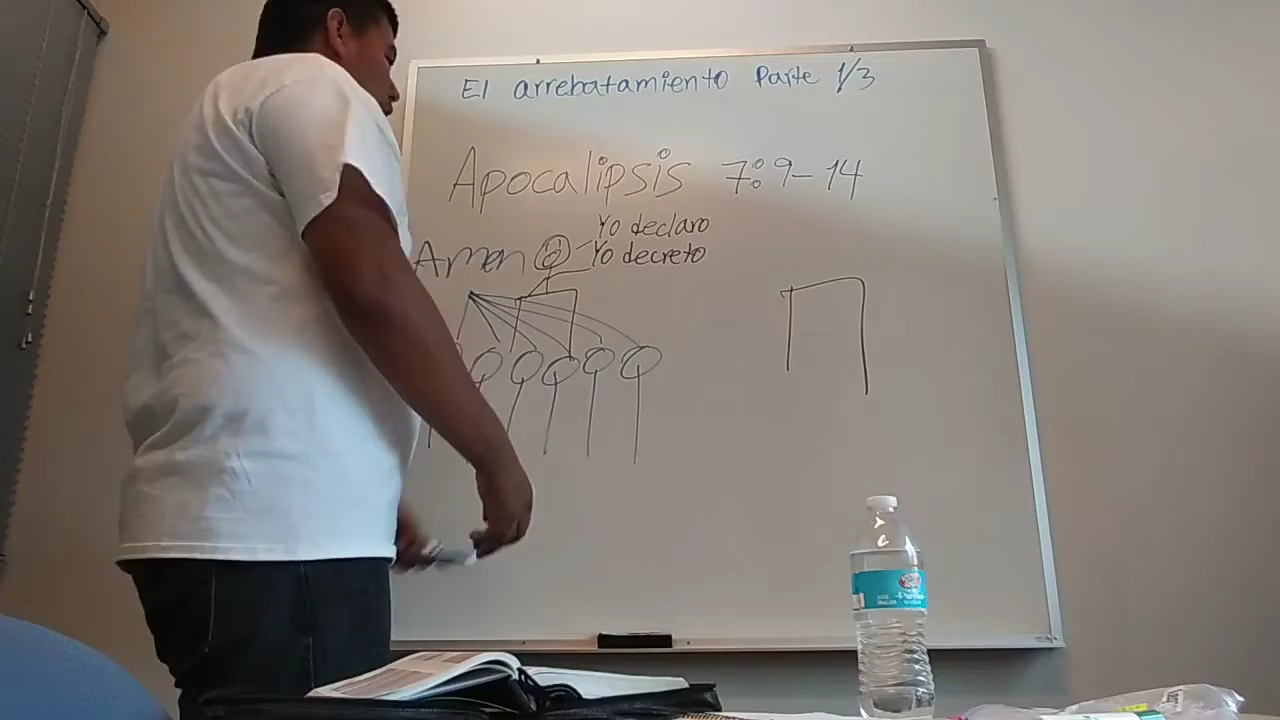 El arrebatamiento Parte 1/3
Apocalipsis 7:9-14
Yo declaro
Amen @ Yo decreto